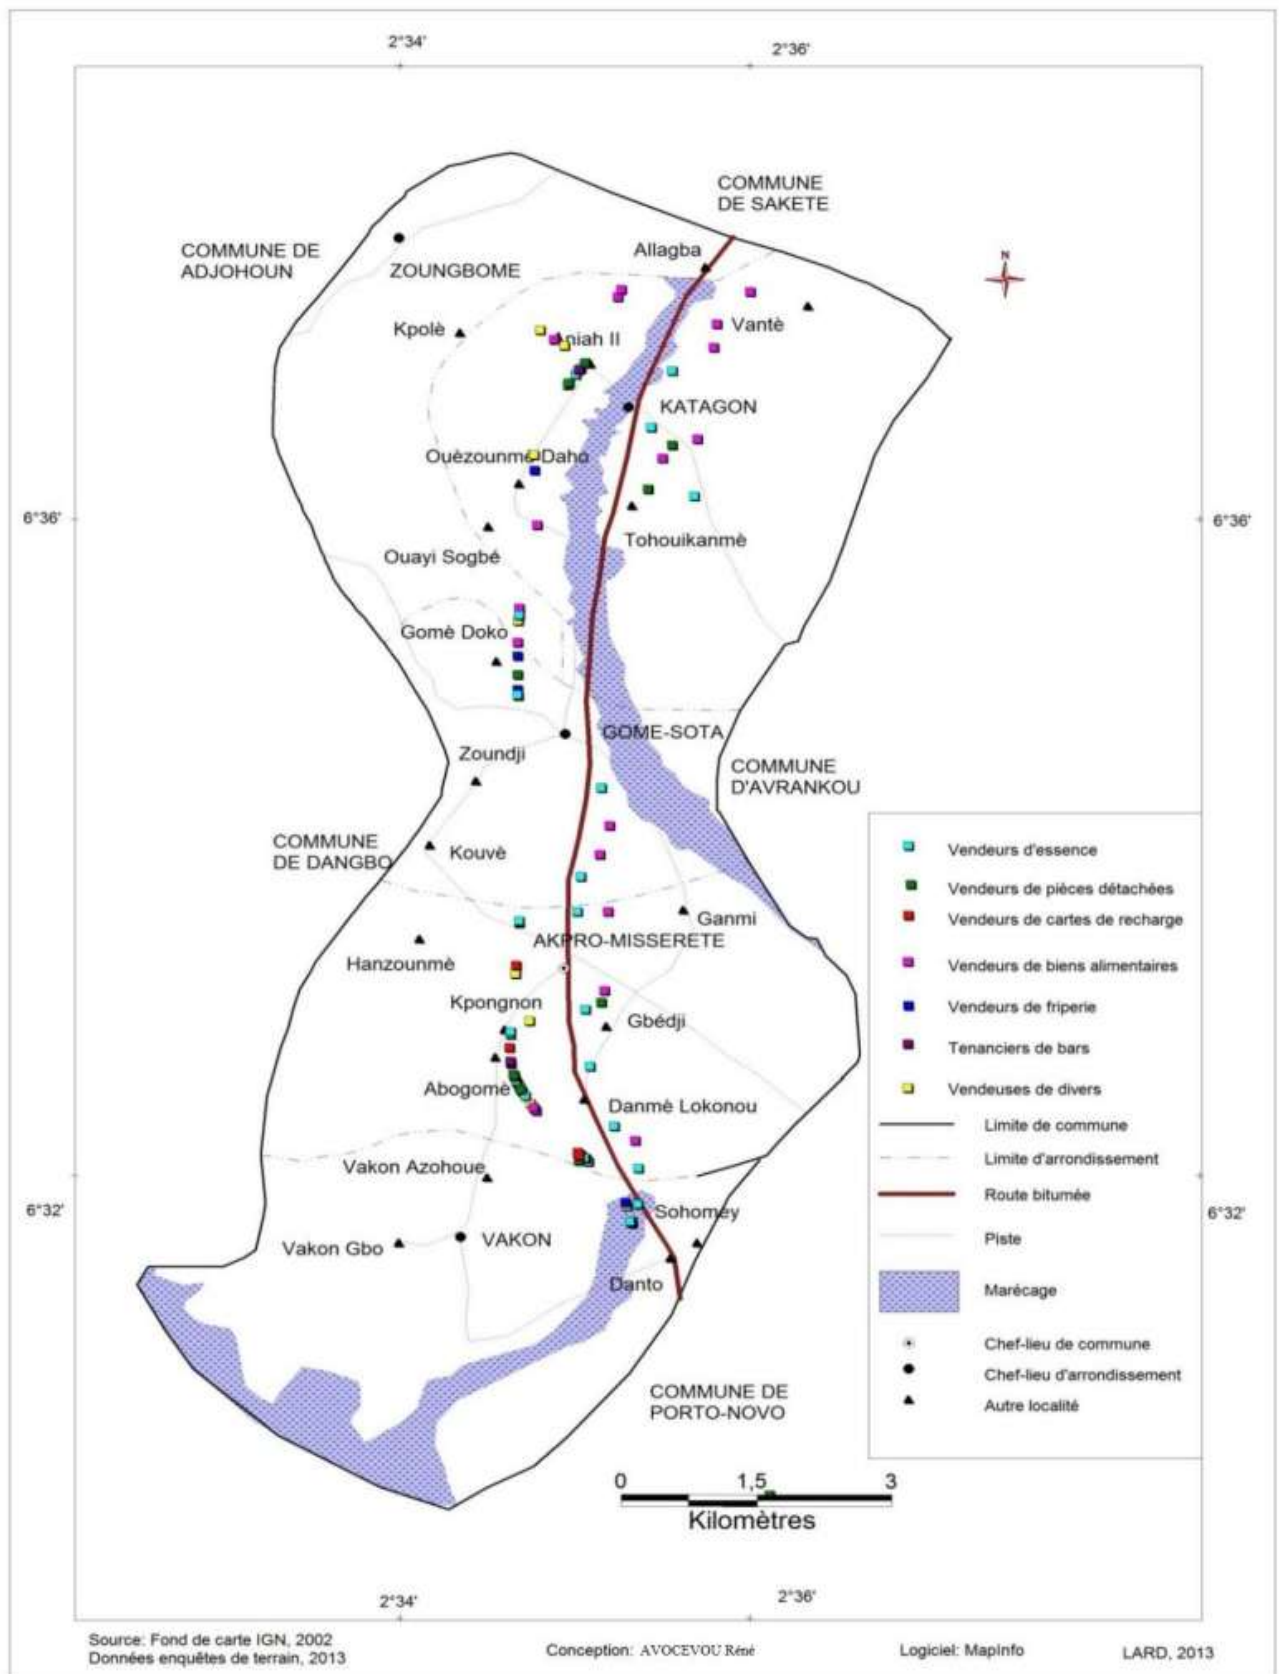 2°34'
2°36'
COMMUNE
DE SAKETE
COMMUNE DE
ADJOHOUN
Allagba
N
ZOUNGBOME
Kpolè
Aniah II
Vantè
KATAGON
Ouèzounmè Daho
6°36'
6°36'
Tohouikanmè
Ouayi Sogbé
Gomè Doko
GOME-SOTA
Zoundji
COMMUNE
D'AVRANKOU
COMMUNE
DE DANGBO
Kouvè
Ganmi
AKPRO-MISSERETE
Hanzounmè
Kpongnon
Gbédji
Abogomè
Danmè Lokonou
Vakon Azohoue
6°32'
6°32'
Sohomey
Vakon Gbo
VAKON
Danto
COMMUNE DE
PORTO-NOVO
Vendeurs d'essence
Vendeurs de pièces détachées
Vendeurs de cartes de recharge
Vendeurs de biens alimentaires
Vendeurs de friperie
Tenanciers de bars
Vendeuses de divers
Limite de commune
Limite d'arrondissement
Route bitumée
Piste
Marécage
Chef-lieu de commune
Chef-lieu d'arrondissement
Autre localité
0 1,5 3
Kilomètres
2°34'
2°36'
Source: Fond de carte IGN, 2002
Données enquêtes de terrain, 2013
Conception: AVOCEVOU Réné
Logiciel: MapInfo
LARD, 2013